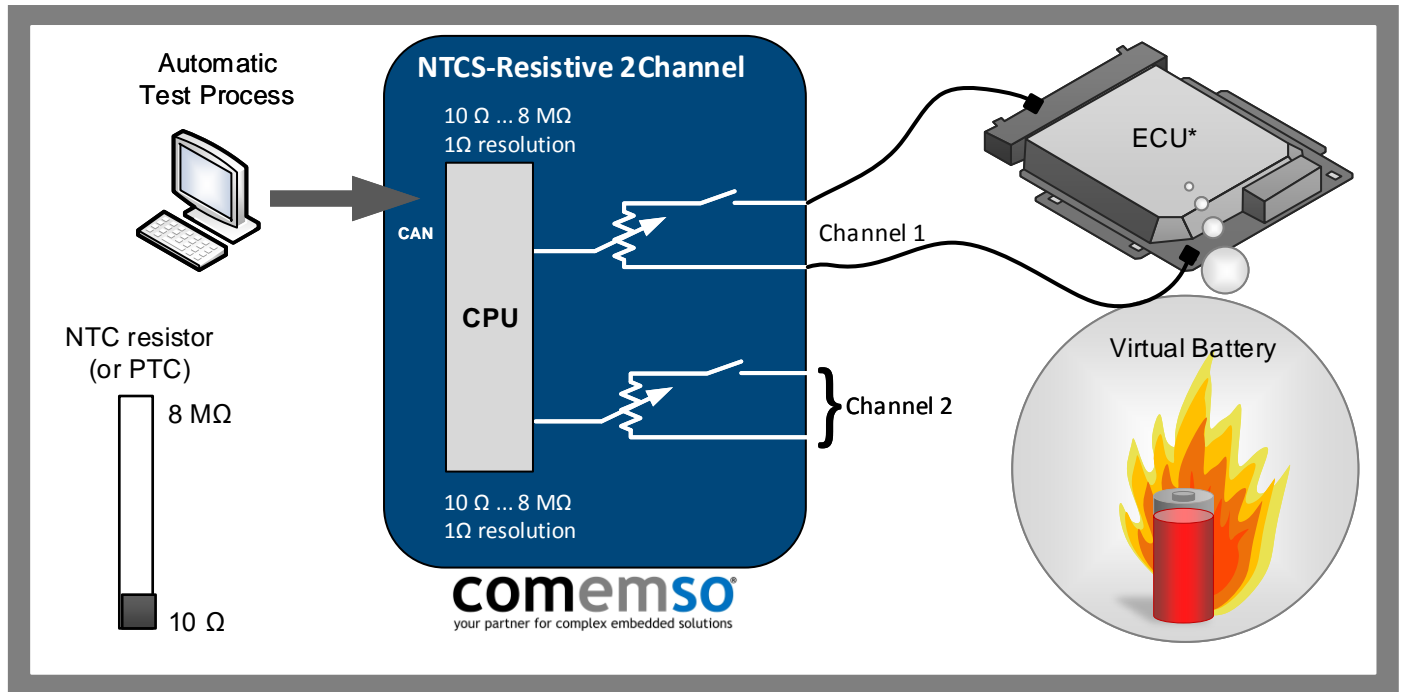 Automatic
Test Process
NTCS-Resistive 2Channel
10 Ω ... 8 MΩ
1Ω resolution
CAN
CPU
10 Ω ... 8 MΩ
1Ω resolution
Channel 1
Channel 2
ECU*
Virtual Battery
NTC resistor
(or PTC)
8 MΩ
10 Ω
comemso®
your partner for complex embedded solutions